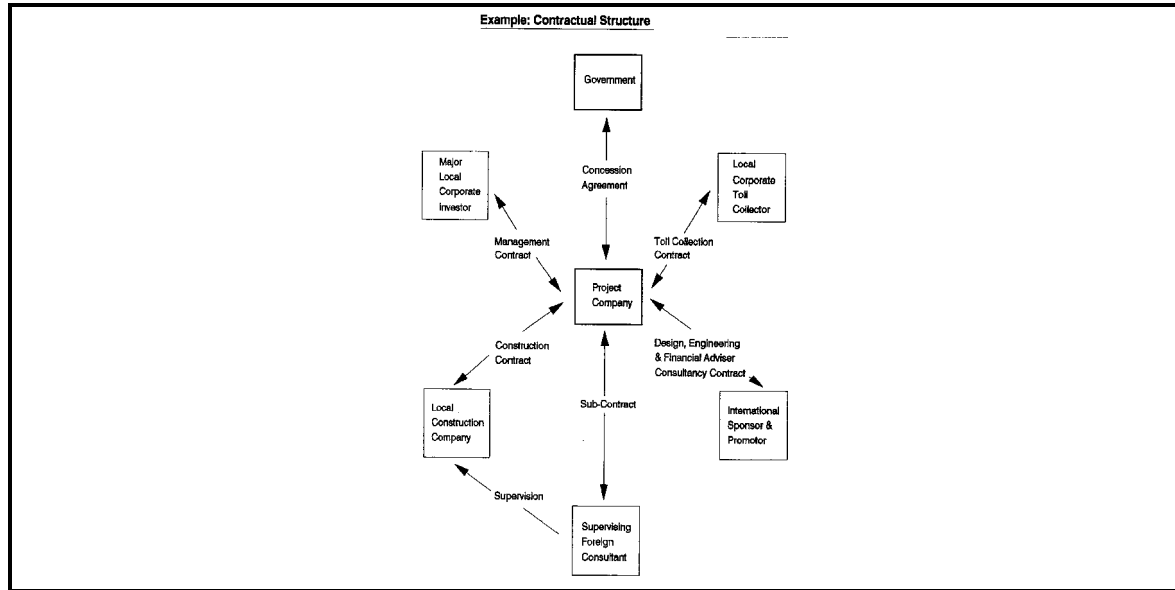 Example: Contractual Structure
Government
Major
Local
Corporate
Investor
Concession
Agreement
Local
Corporate
Toll
Collector
Management
Contract
Toll Collection
Contract
Project
Company
Construction
Contract
Design, Engineering
& Financial Adviser
Consultancy Contract
Local
Construction
Company
Sub-Contract
International
Sponsor &
Promotor
Supervision
Supervising
Foreign
Consultant